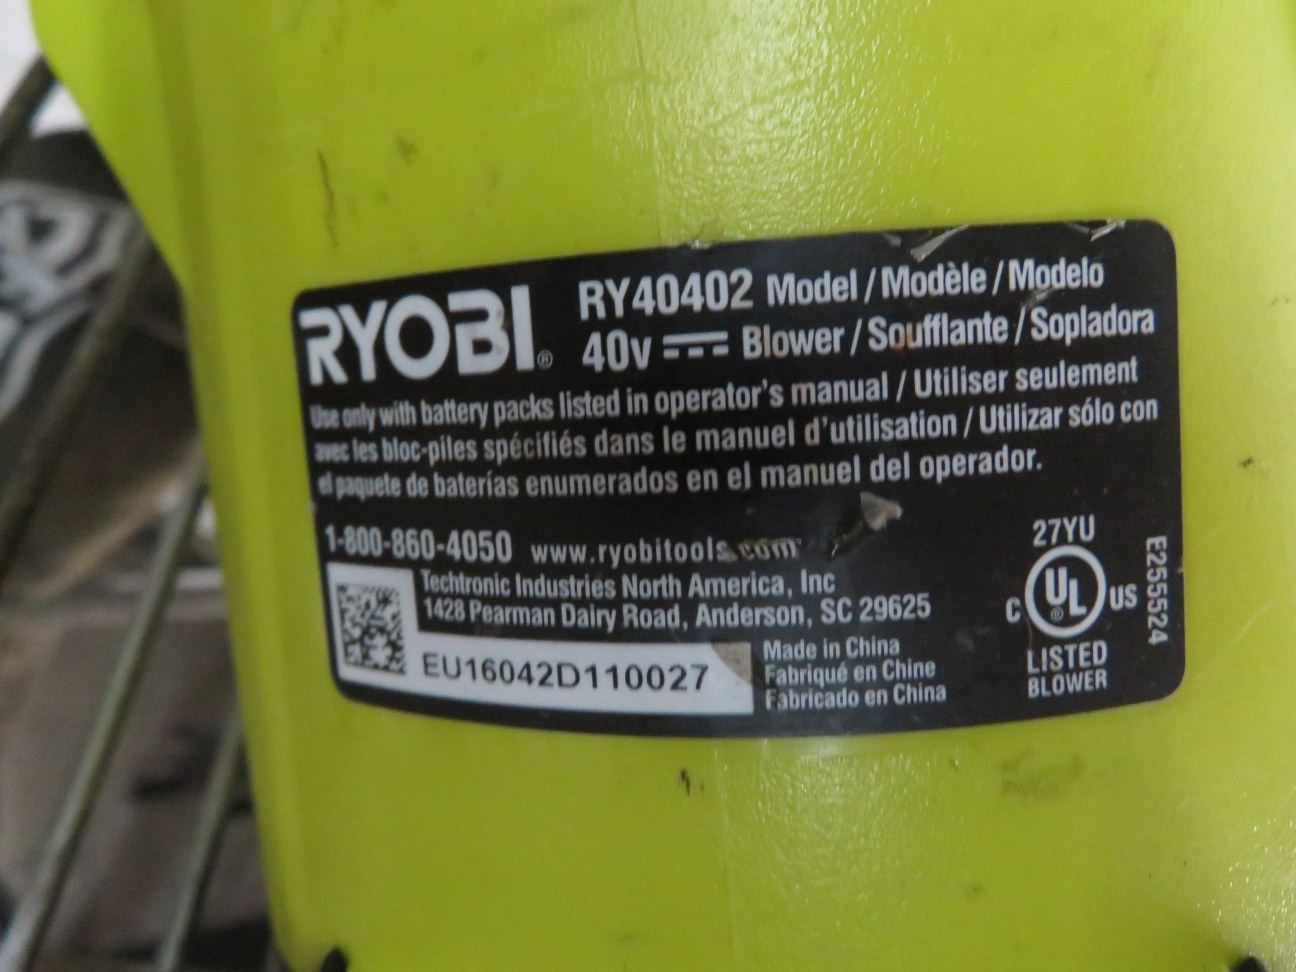 RYOBI®
RY40402 Model / Modèle / Modelo
40v Blower / Soufflante / Sopladora
Use only with battery packs listed in operator's manual / Utiliser seulement
avec les bloc-piles spécifiés dans le manuel d'utilisation / Utilizar sólo con
el paquete de baterías enumerados en el manuel del operador.
1-800-860-4050 www.ryobitools.com
Techtronic Industries North America, Inc
1428 Pearman Dairy Road, Anderson, SC 29625
EU16042D110027
Made in China
Fabriqué en Chine
Fabricado en China
27YU
C UL® US
LISTED
BLOWER
E255524